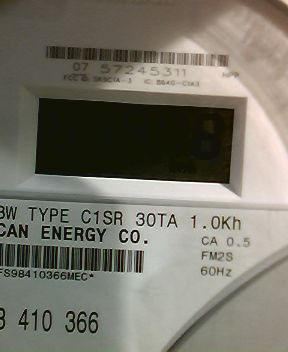 07 57245311
3W TYPE C1SR 30TA 1.0Kh
CAN ENERGY CO.
CA 0.5
FM2S
60Hz
FS98410366MEC*
3 410 366